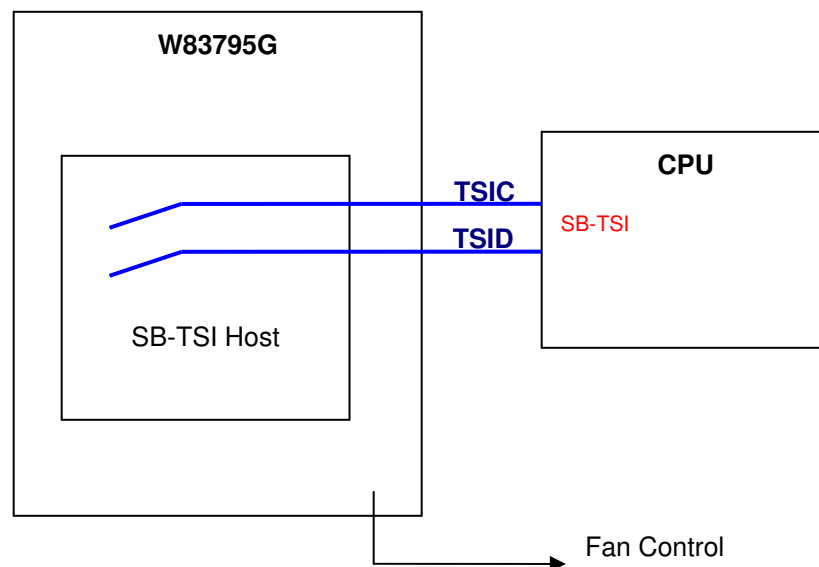 W83795G
CPU
TSIC
SB-TSI
TSID
SB-TSI Host
Fan Control